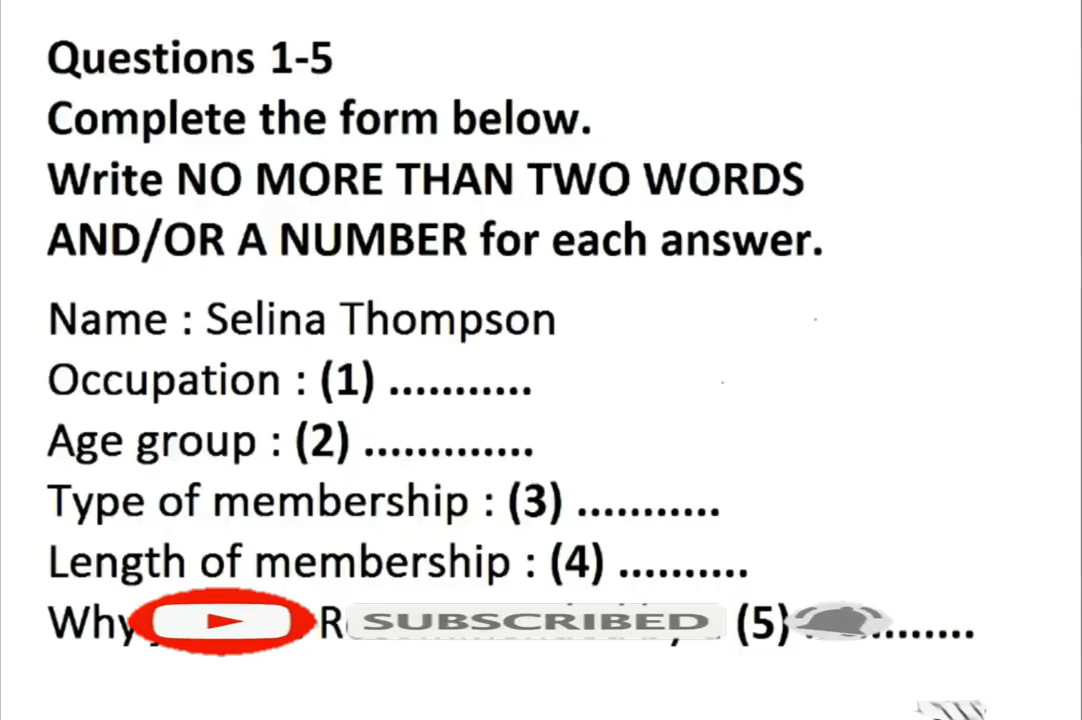 Questions 1-5
Complete the form below.
Write NO MORE THAN TWO WORDS
AND/OR A NUMBER for each answer.
Name : Selina Thompson
Occupation : (1) ...........
Age group : (2) .............
Type of membership : (3) ...........
Length of membership : (4) ..........
Why SUBSCRIBED (5) ..........